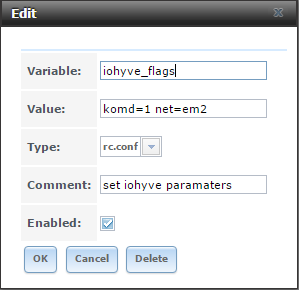 Edit
Variable: iohyve_flags
Value: komd=1 net=em2
Type: rc.conf
Comment: set iohyve paramaters
Enabled:
OK Cancel Delete